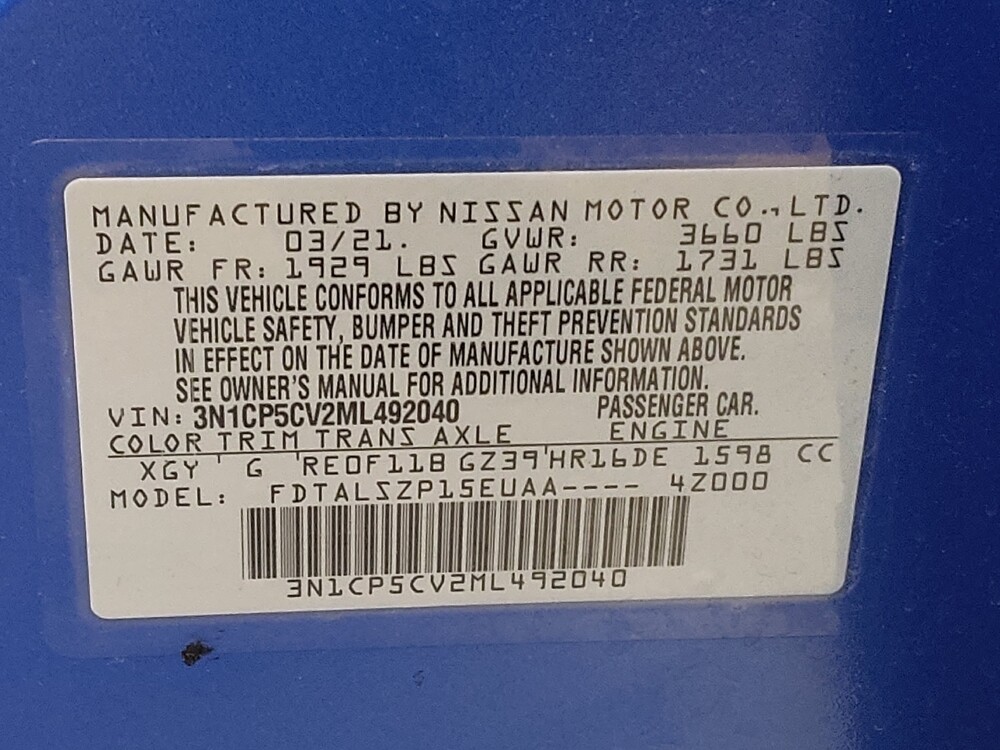 MANUFACTURED BY NISSAN MOTOR CO.,LTD.
DATE: 03/21. GVWR: 3660 LBS
GAWR FR: 1929 LBS GAWR RR: 1731 LBS
THIS VEHICLE CONFORMS TO ALL APPLICABLE FEDERAL MOTOR
VEHICLE SAFETY, BUMPER AND THEFT PREVENTION STANDARDS
IN EFFECT ON THE DATE OF MANUFACTURE SHOWN ABOVE.
SEE OWNER'S MANUAL FOR ADDITIONAL INFORMATION.
VIN: 3N1CP5CV2ML492040 PASSENGER CAR.
COLOR TRIM TRANS AXLE ENGINE
XGY ' G 'RE0F11B GZ39'HR16DE 1598 CC
MODEL: FDTALSZP15EUAA---- 4Z000
3N1CP5CV2ML492040